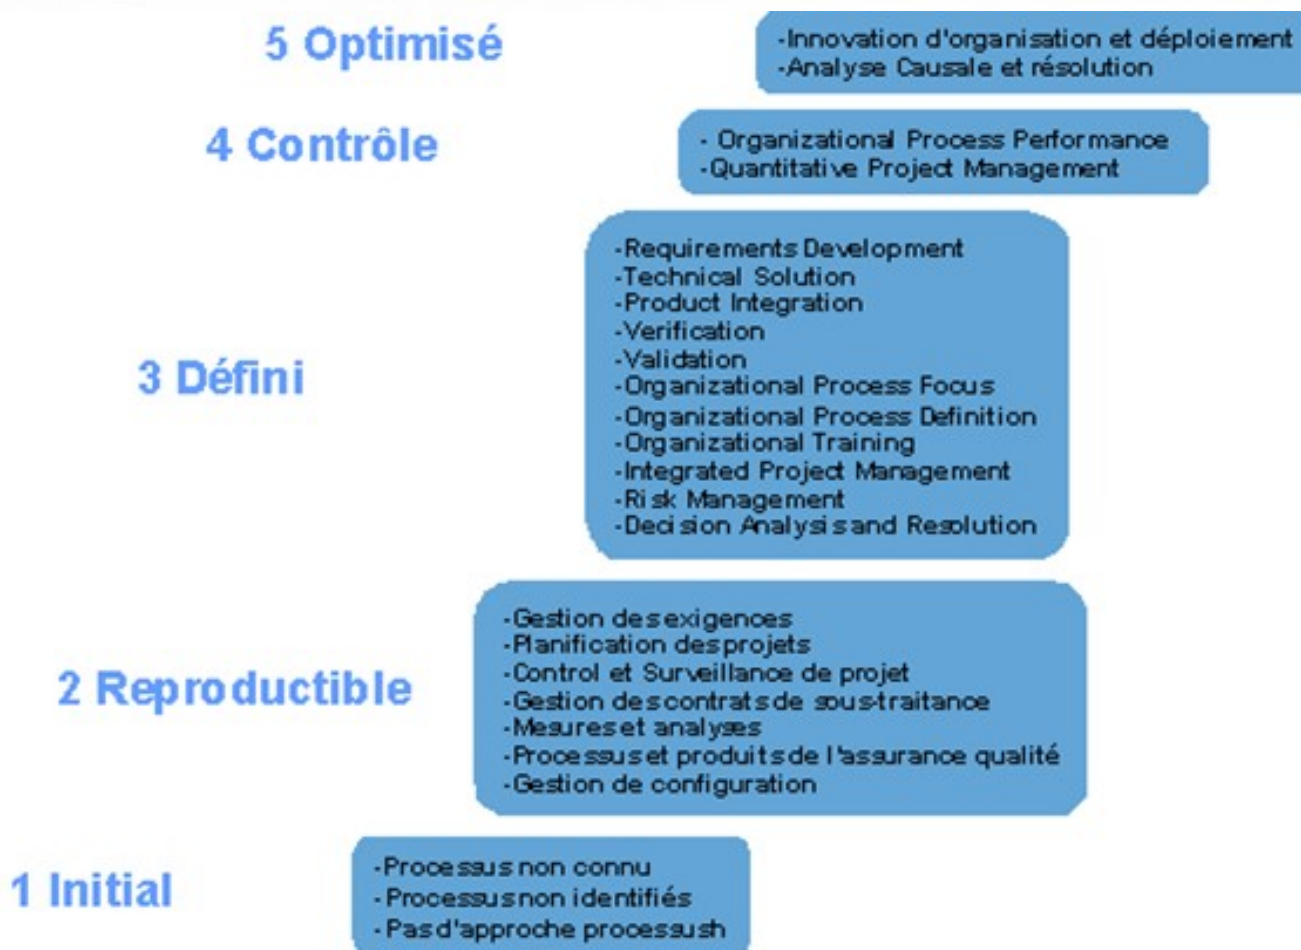 5 Optimisé
-Innovation d'organisation et déploiement
-Analyse Causale et résolution
4 Contrôle
- Organizational Process Performance
-Quantitative Project Management
3 Défini
-Requirements Development
-Technical Solution
-Product Integration
-Verification
-Validation
-Organizational Process Focus
-Organizational Process Definition
-Organizational Training
-Integrated Project Management
-Risk Management
-Decision Analysis and Resolution
2 Reproductible
-Gestion des exigences
-Planification des projets
-Control et Surveillance de projet
-Gestion des contrats de sous-traitance
-Mesures et analyses
-Processus et produits de l'assurance qualité
-Gestion de configuration
1 Initial
-Processus non connu
-Processus non identifiés
-Pas d'approche processush